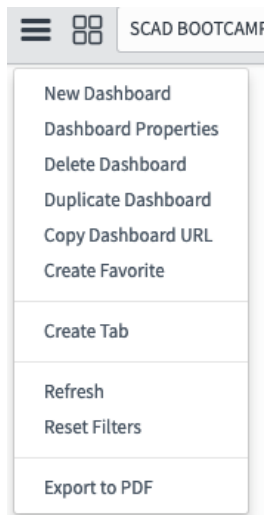 SCAD BOOTCAMP
New Dashboard
Dashboard Properties
Delete Dashboard
Duplicate Dashboard
Copy Dashboard URL
Create Favorite
Create Tab
Refresh
Reset Filters
Export to PDF